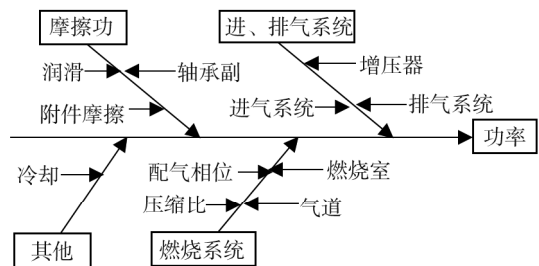 摩擦功
进、排气系统
润滑
轴承副
增压器
附件摩擦
进气系统
排气系统
功率
冷却
配气相位
燃烧室
压缩比
气道
其他
燃烧系统